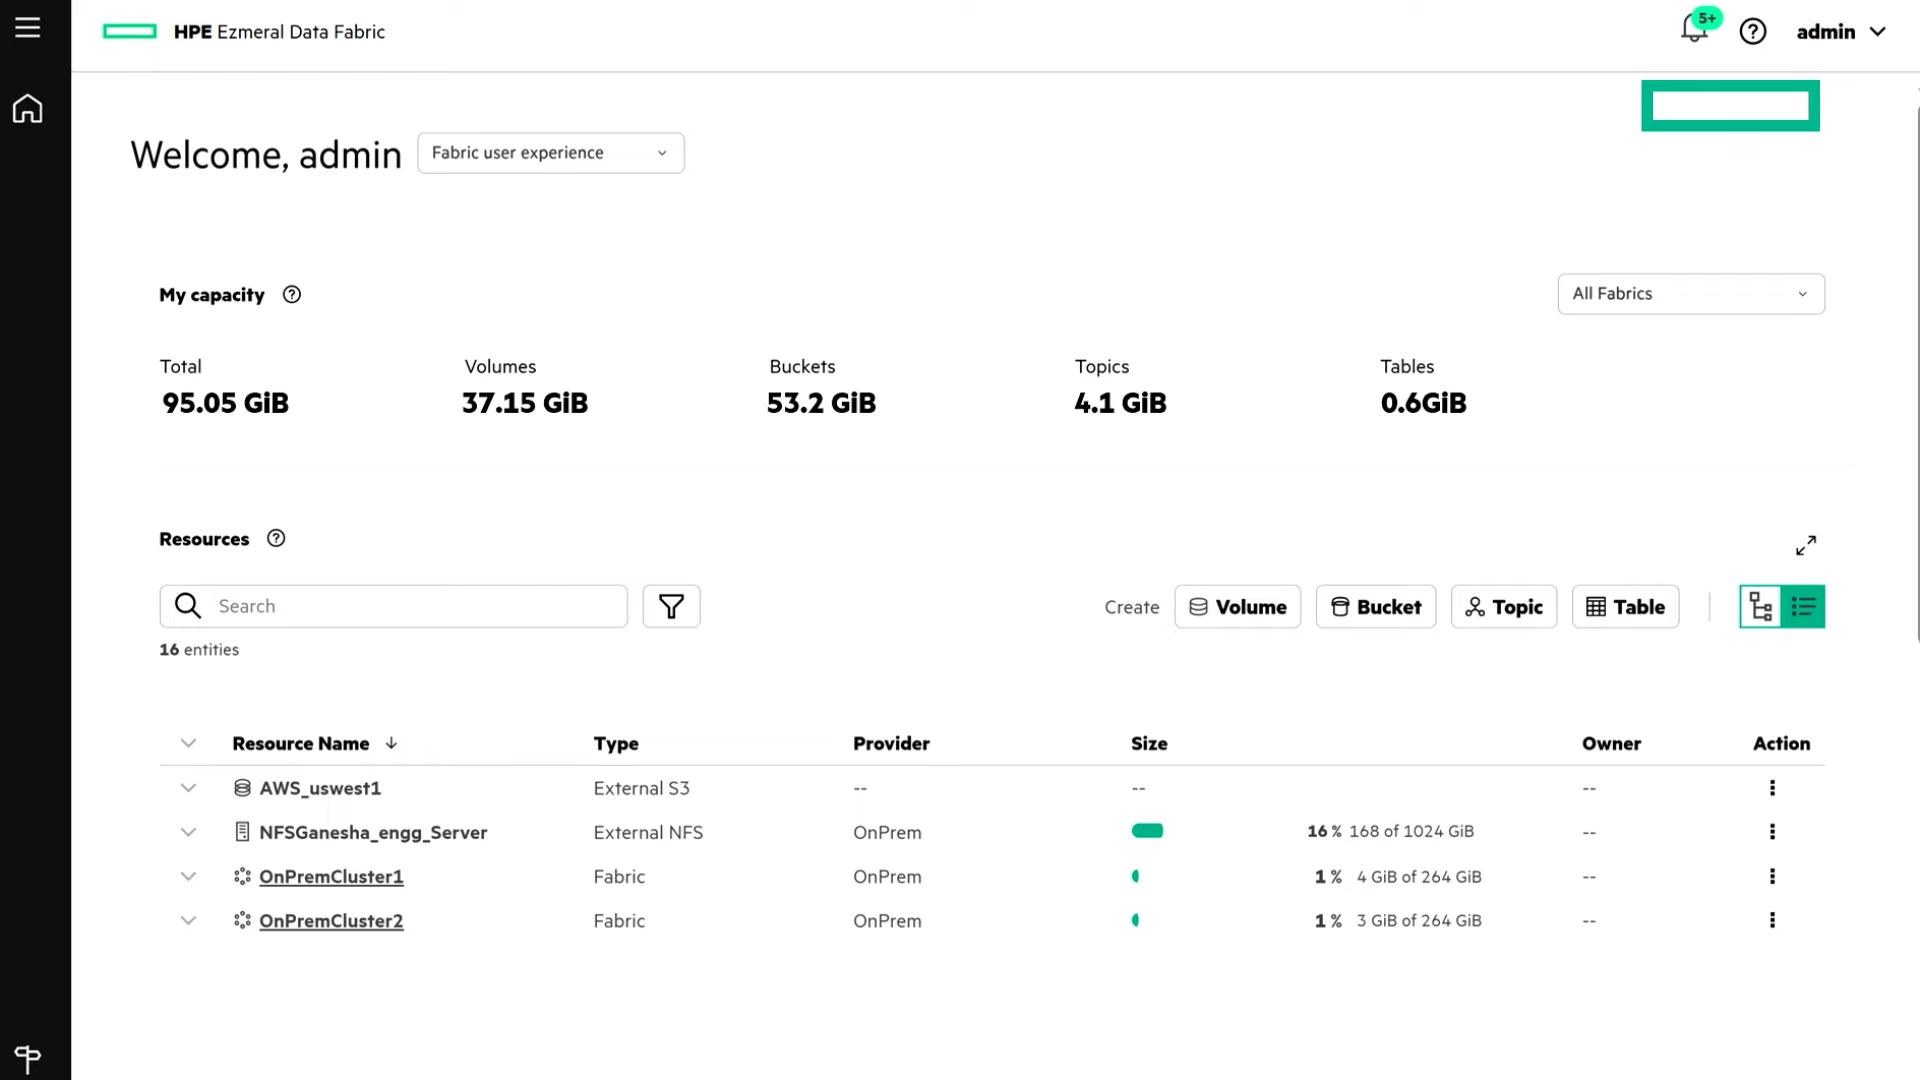 HPE Ezmeral Data Fabric
5+
admin
Welcome, admin
Fabric user experience
My capacity
All Fabrics
Total Volumes Buckets Topics Tables
95.05 GiB 37.15 GiB 53.2 GiB 4.1 GiB 0.6GiB
Resources
Search
Create Volume Bucket Topic Table
16 entities
Resource Name Type Provider Size Owner Action
AWS_uswest1 External S3 -- -- --
NFSGanesha_engg_Server External NFS OnPrem 16 % 168 of 1024 GiB --
OnPremCluster1 Fabric OnPrem 1 % 4 GiB of 264 GiB --
OnPremCluster2 Fabric OnPrem 1 % 3 GiB of 264 GiB --